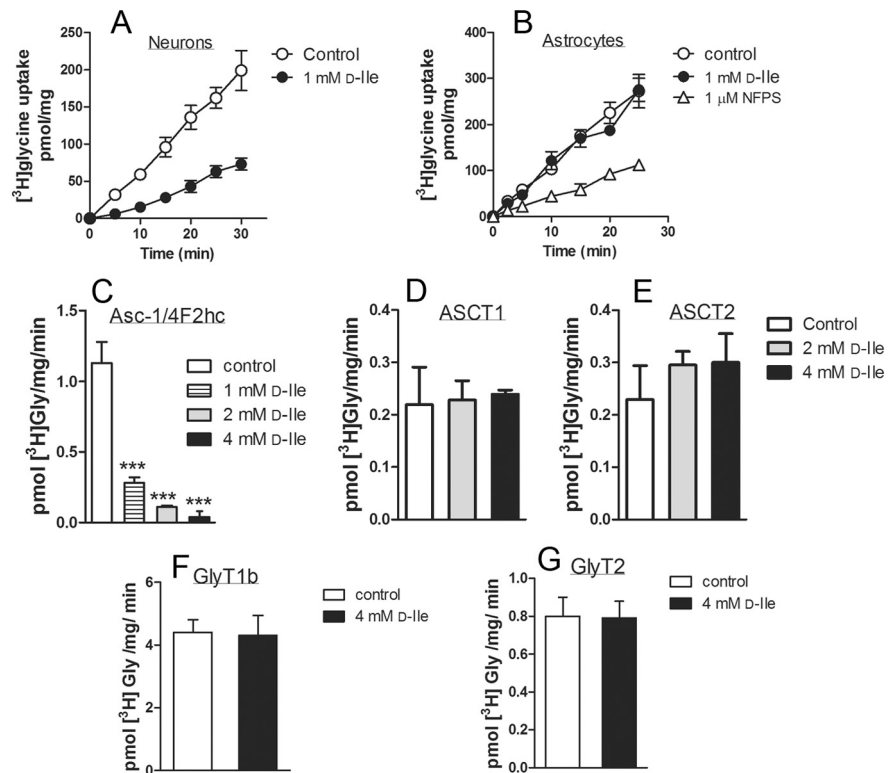 A
Neurons
[³H]glycine uptake
pmol/mg
250
200
150
100
50
0
0 10 20 30
Time (min)
Control
1 mM D-Ile
B
Astrocytes
[³H]glycine uptake
pmol/mg
400
300
200
100
0
0 10 20 30
Time (min)
control
1 mM D-Ile
1 μM NFPS
C
Asc-1/4F2hc
pmol [³H]Gly/mg/min
1.5
1.0
0.5
0.0
***
***
***
control
1 mM D-Ile
2 mM D-Ile
4 mM D-Ile
D
ASCT1
pmol [³H]Gly/mg/min
0.4
0.3
0.2
0.1
0.0
E
ASCT2
pmol [³H]Gly/mg/min
0.4
0.3
0.2
0.1
0.0
Control
2 mM D-Ile
4 mM D-Ile
F
GlyT1b
pmol [³H] Gly /mg/ min
6
4
2
0
control
4 mM D-Ile
G
GlyT2
pmol [³H] Gly /mg/ min
0.8
0.8
0.6
0.4
0.2
0.0
control
4 mM D-Ile